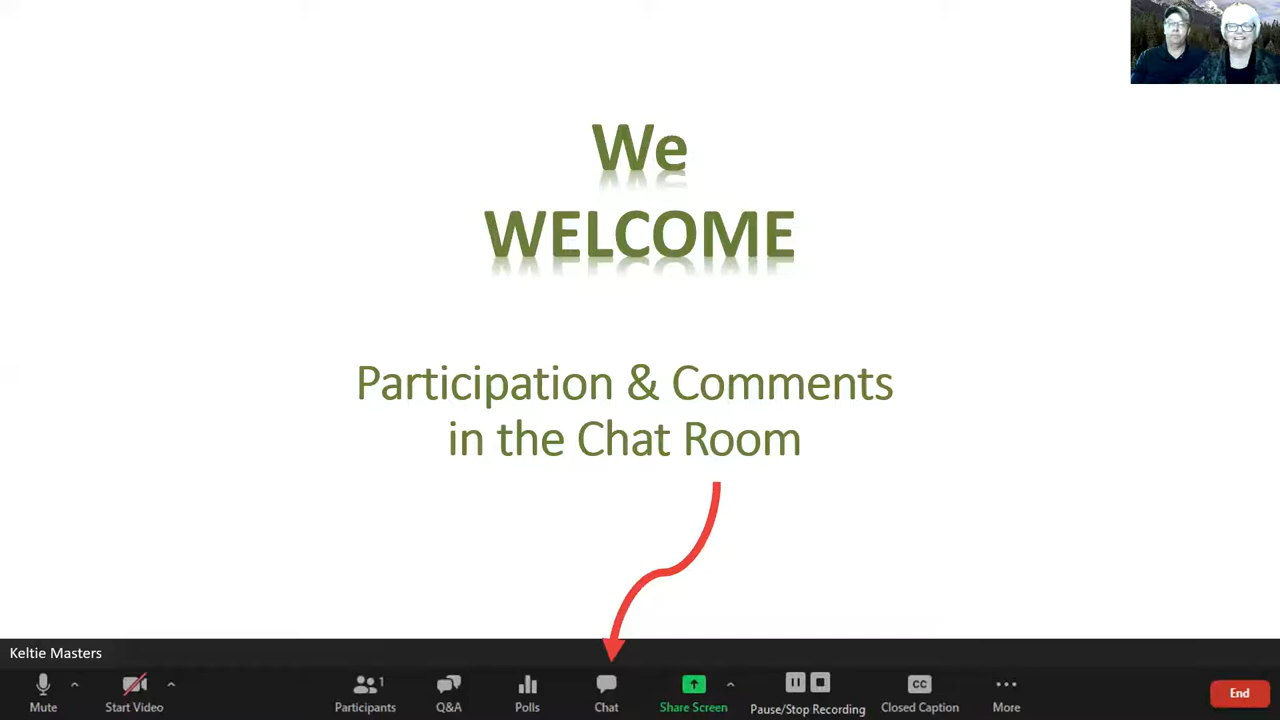 We
WELCOME
Participation & Comments
in the Chat Room
Keltie Masters
Mute
Start Video
1
Participants
Q&A
Polls
Chat
Share Screen
Pause/Stop Recording
CC
Closed Caption
More
End